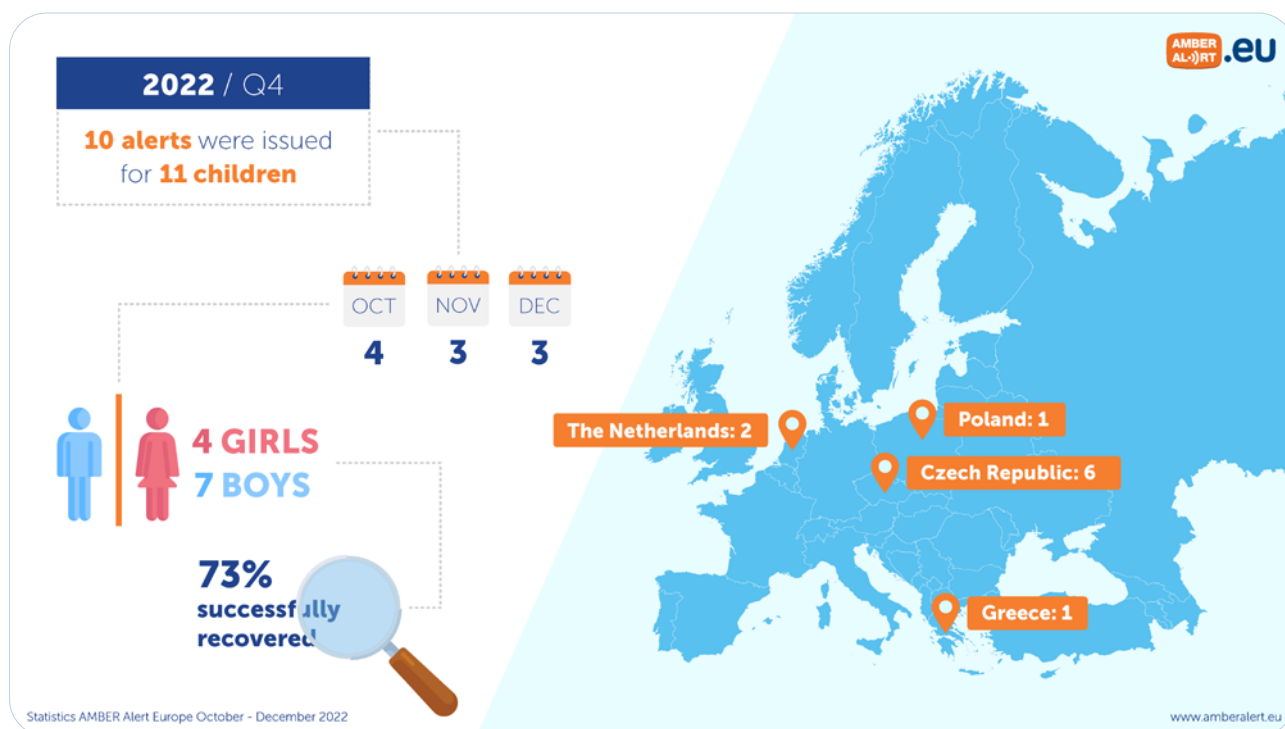 2022 / Q4
10 alerts were issued
for 11 children
OCT
NOV
DEC
4
3
3
4 GIRLS
7 BOYS
73%
successfully
recovered
AMBER
AL·))RT .eu
The Netherlands: 2
Poland: 1
Czech Republic: 6
Greece: 1
Statistics AMBER Alert Europe October - December 2022
www.amberalert.eu